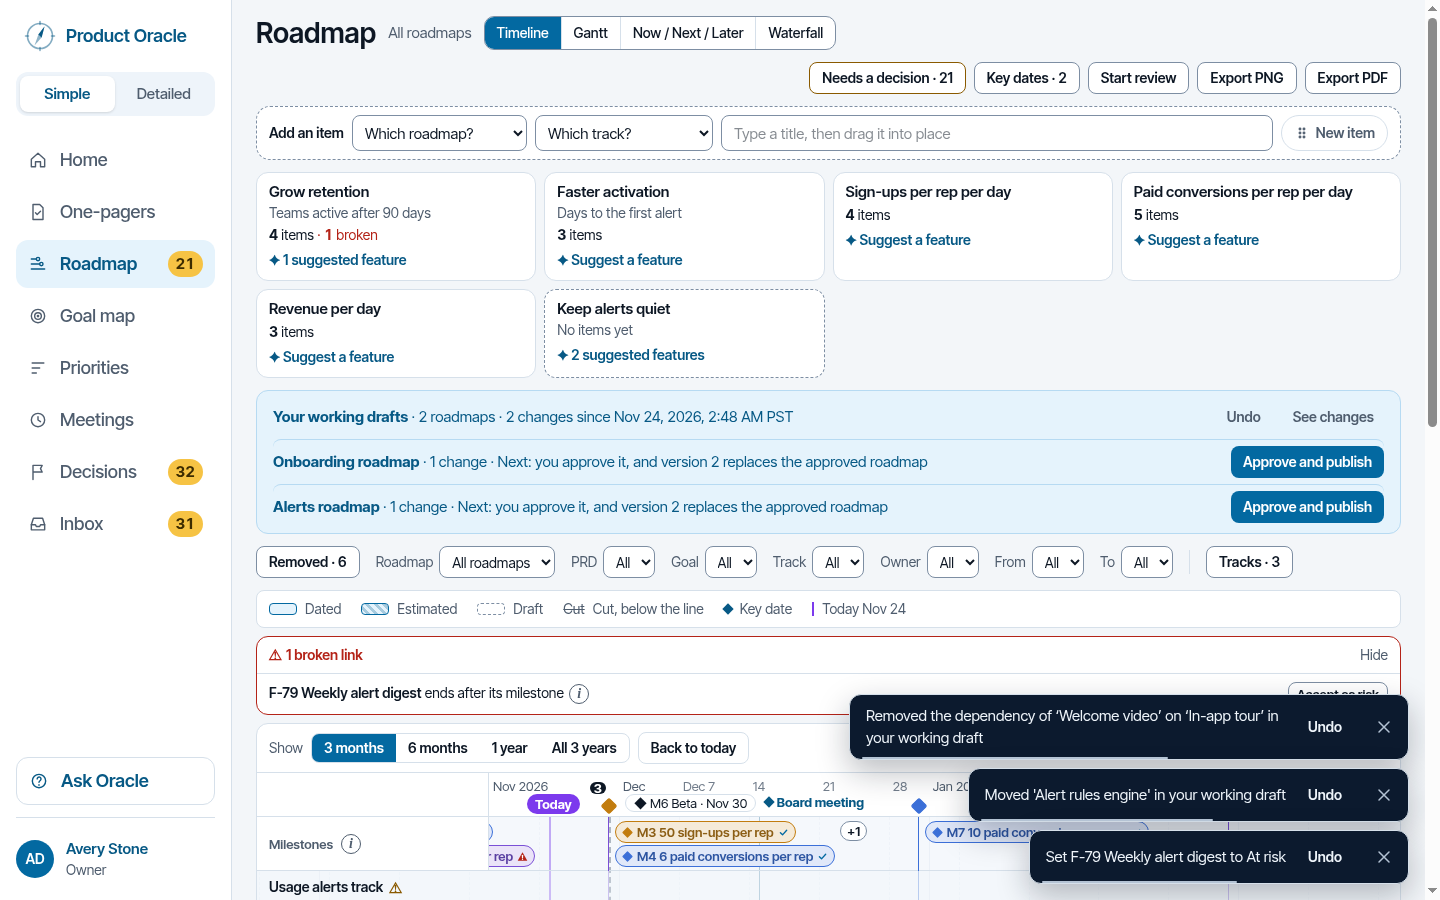 Product Oracle
Simple
Detailed
Home
One-pagers
Roadmap 21
Goal map
Priorities
Meetings
Decisions 32
Inbox 31
Ask Oracle
AD
Avery Stone
Owner
Roadmap All roadmaps Timeline Gantt Now / Next / Later Waterfall
Needs a decision · 21 Key dates · 2 Start review Export PNG Export PDF
Add an item Which roadmap? Which track? Type a title, then drag it into place New item
Grow retention
Teams active after 90 days
4 items · 1 broken
1 suggested feature
Faster activation
Days to the first alert
3 items
Suggest a feature
Sign-ups per rep per day
4 items
Suggest a feature
Paid conversions per rep per day
5 items
Suggest a feature
Revenue per day
3 items
Suggest a feature
Keep alerts quiet
No items yet
2 suggested features
Your working drafts · 2 roadmaps · 2 changes since Nov 24, 2026, 2:48 AM PST Undo See changes
Onboarding roadmap · 1 change · Next: you approve it, and version 2 replaces the approved roadmap Approve and publish
Alerts roadmap · 1 change · Next: you approve it, and version 2 replaces the approved roadmap Approve and publish
Removed · 6 Roadmap All roadmaps PRD All Goal All Track All Owner All From All To All Tracks · 3
Dated Estimated Draft Cut Cut, below the line Key date Today Nov 24
1 broken link Hide
F-79 Weekly alert digest ends after its milestone i Accept as risk
Show 3 months 6 months 1 year All 3 years Back to today
Nov 2026 3 Dec Dec 7 14 21 28 Jan 20
Today M6 Beta · Nov 30 Board meeting
Milestones i
M3 50 sign-ups per rep +1 M7 10 paid
rep M4 6 paid conversions per rep
Usage alerts track
Removed the dependency of ‘Welcome video’ on ‘In-app tour’ in
your working draft
Undo
Moved 'Alert rules engine' in your working draft Undo
Set F-79 Weekly alert digest to At risk Undo